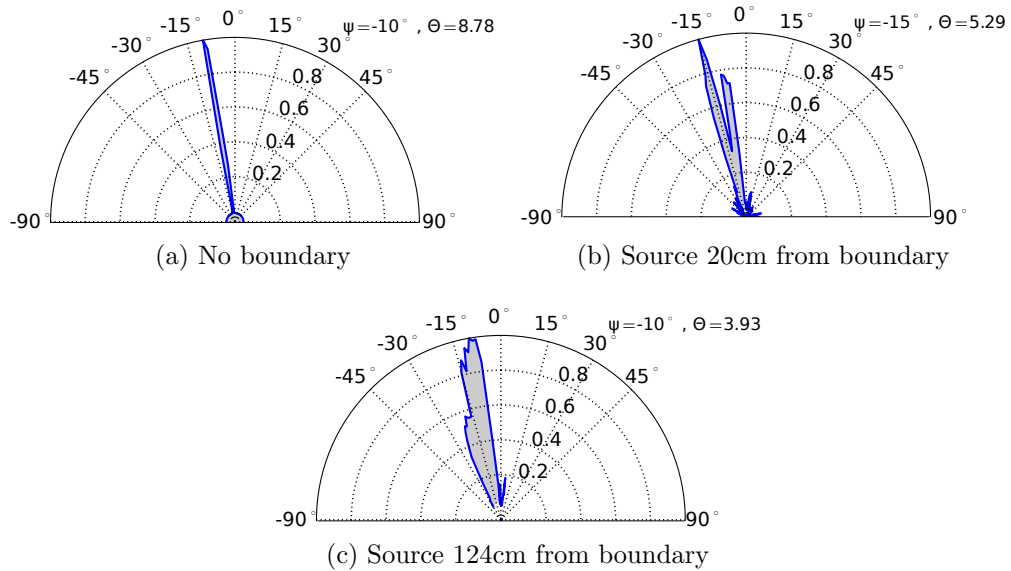 ψ=-10° , Θ=8.78
-90° -45° -30° -15° 0° 15° 30° 45° 90°
0.2 0.4 0.6 0.8
(a) No boundary
ψ=-15° , Θ=5.29
-90° -45° -30° -15° 0° 15° 30° 45° 90°
0.2 0.4 0.6 0.8
(b) Source 20cm from boundary
ψ=-10° , Θ=3.93
-90° -45° -30° -15° 0° 15° 30° 45° 90°
0.2 0.4 0.6 0.8
(c) Source 124cm from boundary